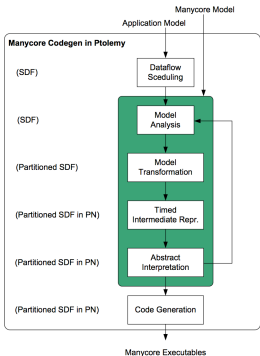 Manycore Model
Application Model
Manycore Codegen in Ptolemy
(SDF)
Dataflow
Sceduling
(SDF)
Model
Analysis
(Partitioned SDF)
Model
Transformation
(Partitioned SDF in PN)
Timed
Intermediate Repr.
(Partitioned SDF in PN)
Abstract
Interpretation
(Partitioned SDF in PN)
Code Generation
Manycore Executables